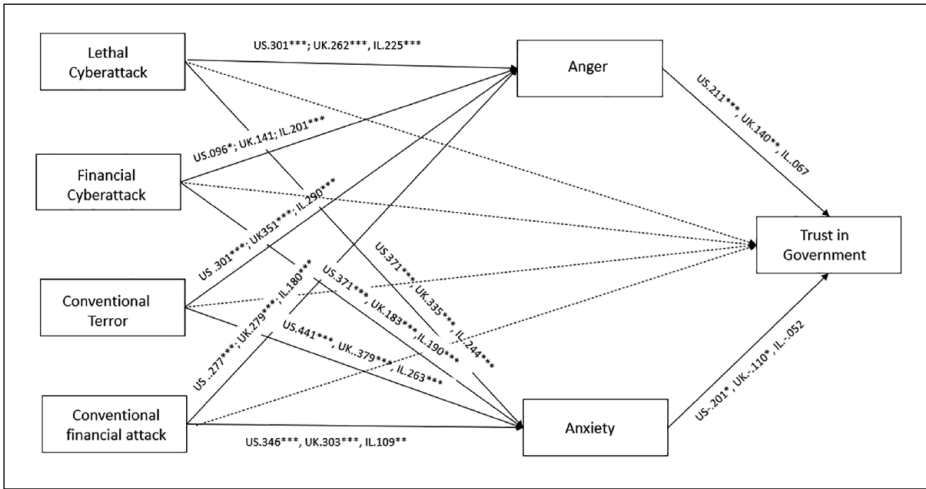 Lethal
Cyberattack
US.301***; UK.262***, IL.225***
Anger
US.211***, UK.140**, IL..067
US.096*; UK.141; IL.201***
Financial
Cyberattack
US .301***; UK351***; IL.290***
Trust in
Government
US.371***, UK.335***, IL.244***
US.371***, UK.183***,IL.190***
Conventional
Terror
US ..277***; UK.279***; IL.180***
US.441***, UK..379***, IL.263***
US-.201*, UK-.110*, IL.-.052
Conventional
financial attack
Anxiety
US.346***, UK.303***, IL.109**